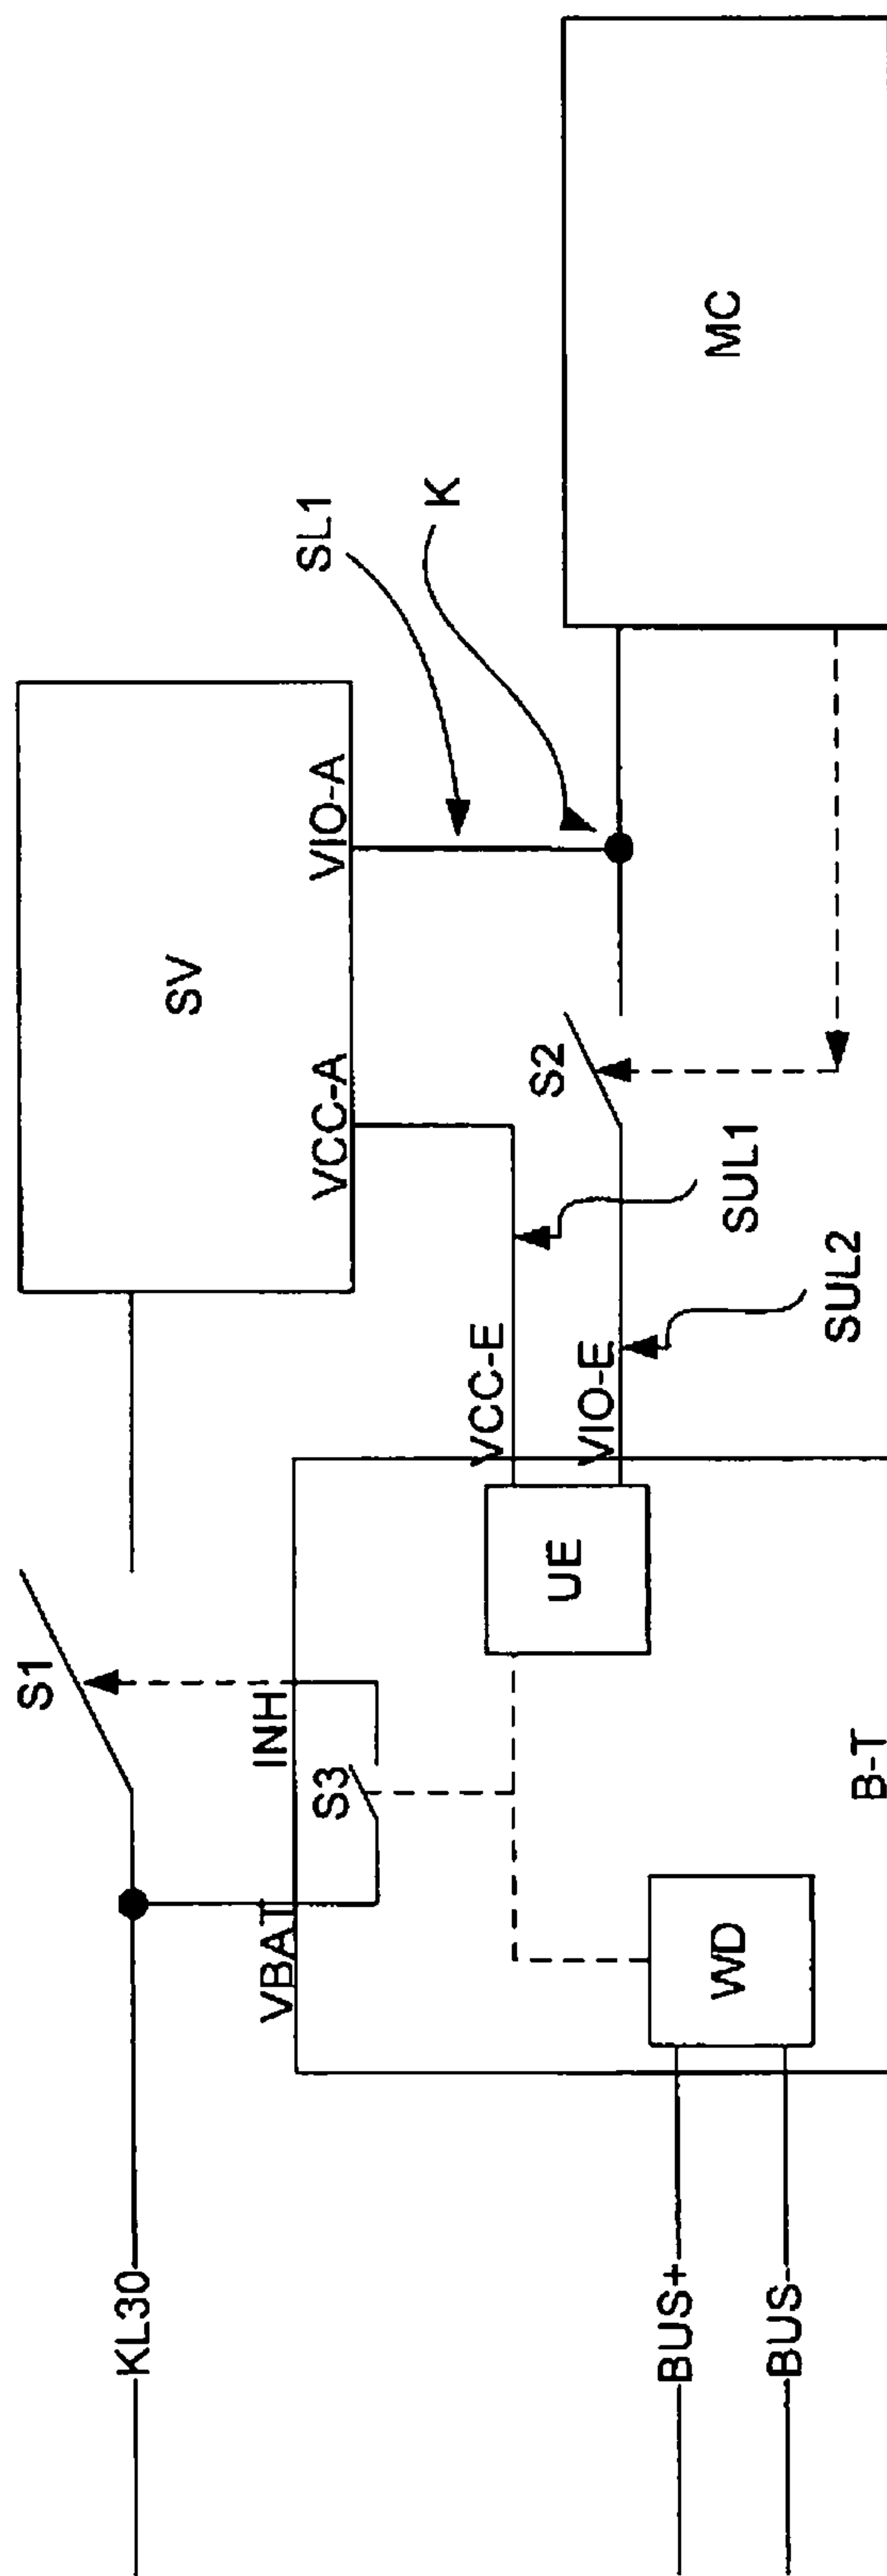 S1
KL30
SV
VCC-A
VIO-A
SL1
K
VBAT
INH
S3
VCC-E
VIO-E
S2
UE
SUL1
SUL2
MC
BUS+
BUS-
WD
B-T